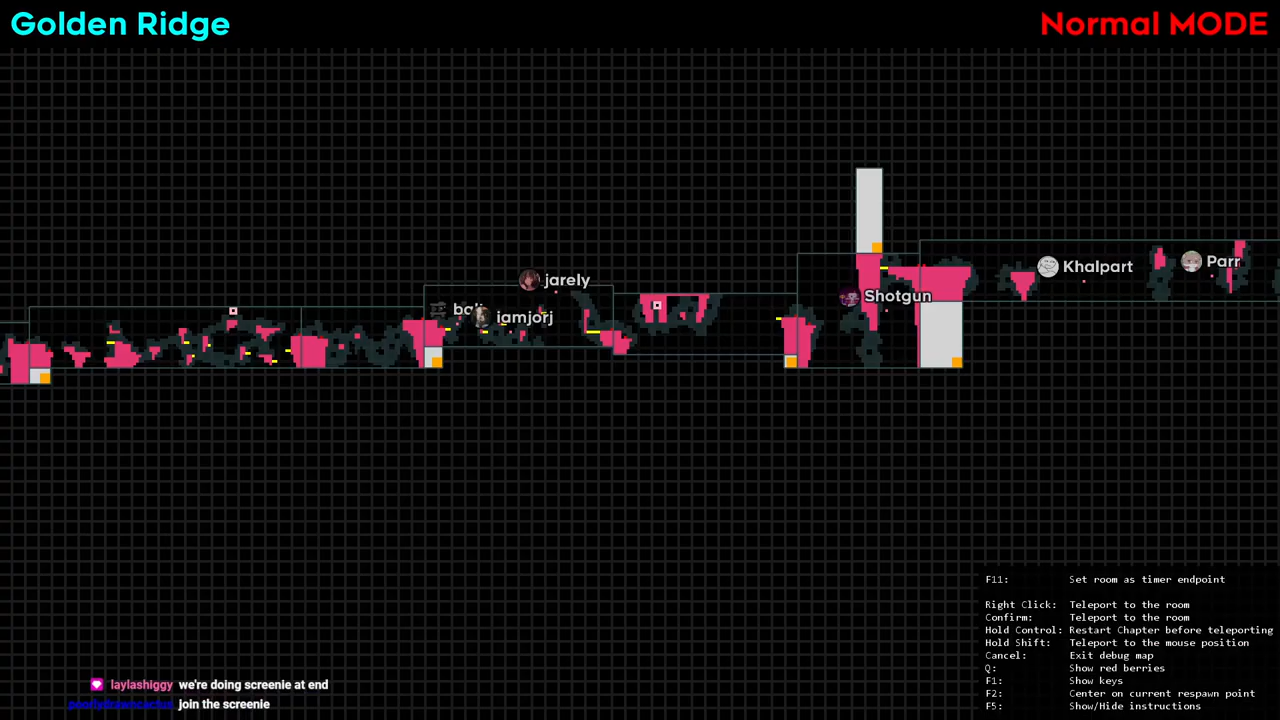 Golden Ridge
Normal MODE
jarely
Khalpart
Parr
Shotgun
iamjorj
F11: Set room as timer endpoint
Right Click: Teleport to the room
Confirm: Teleport to the room
Hold Control: Restart Chapter before teleporting
Hold Shift: Teleport to the mouse position
Cancel: Exit debug map
Q: Show red berries
F1: Show keys
F2: Center on current respawn point
F5: Show/Hide instructions
laylashiggy we're doing screenie at end
poorlydrawncactus join the screenie